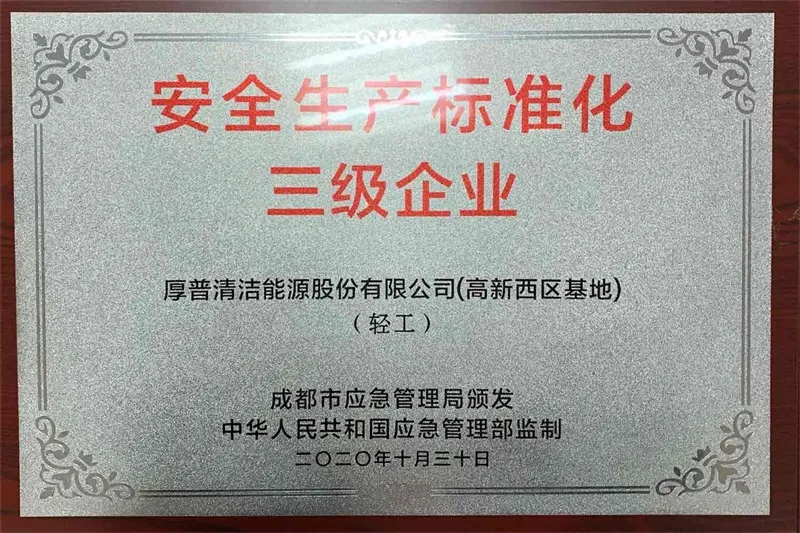 安全生产标准化
三级企业
厚普清洁能源股份有限公司(高新西区基地)
（轻工）
成都市应急管理局颁发
中华人民共和国应急管理部监制
二〇二〇年十月三十日